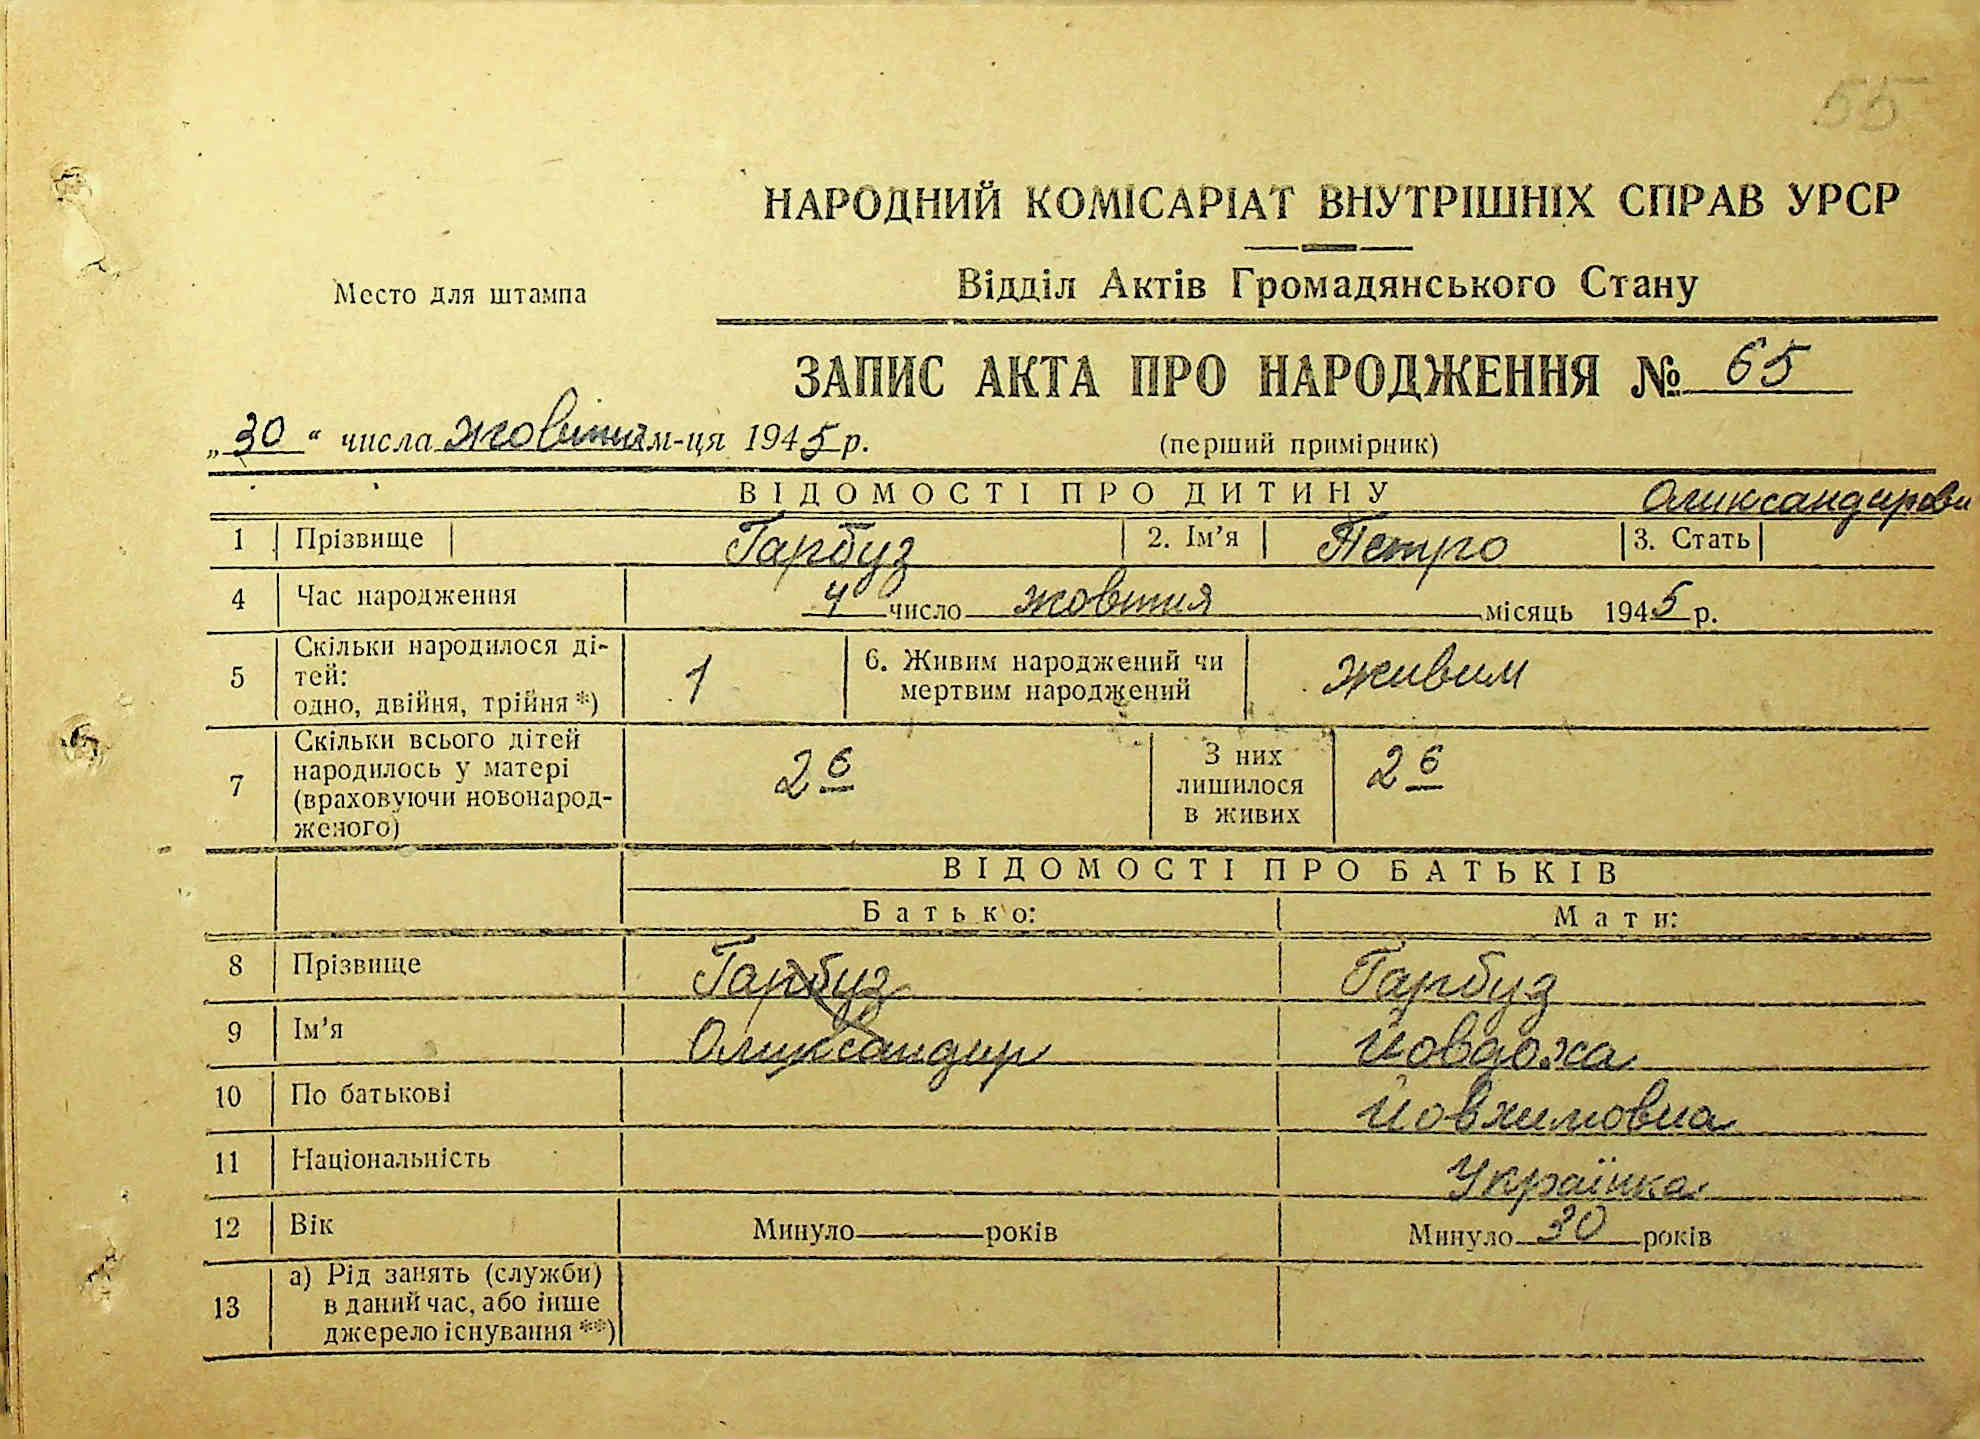 55
НАРОДНИЙ КОМІСАРІАТ ВНУТРІШНІХ СПРАВ УРСР
Место для штампа
Відділ Актів Громадянського Стану
ЗАПИС АКТА ПРО НАРОДЖЕННЯ № 65
„30“ числа жовтня м-ця 1945 р. (перший примірник)
ВІДОМОСТІ ПРО ДИТИНУ
1 Прізвище Гарбуз 2. Ім'я Петро 3. Стать
4 Час народження 4 число жовтня місяць 1945 р.
5 Скільки народилося ді-
тей:
одно, двійня, трійня *) 1 6. Живим народжений чи
мертвим народжений живим
7 Скільки всього дітей
народилось у матері
(враховуючи новонарод-
женого) 2 6 З них
лишилося
в живих 2 6
ВІДОМОСТІ ПРО БАТЬКІВ
Батько: Мати:
8 Прізвище Гарбуз Гарбуз
9 Ім'я Оликсандир Йовдоха
10 По батькові Йовхимовна
11 Національність Українка
12 Вік Минуло років Минуло 30 років
13 а) Рід занять (служби)
в даний час, або інше
джерело існування **)